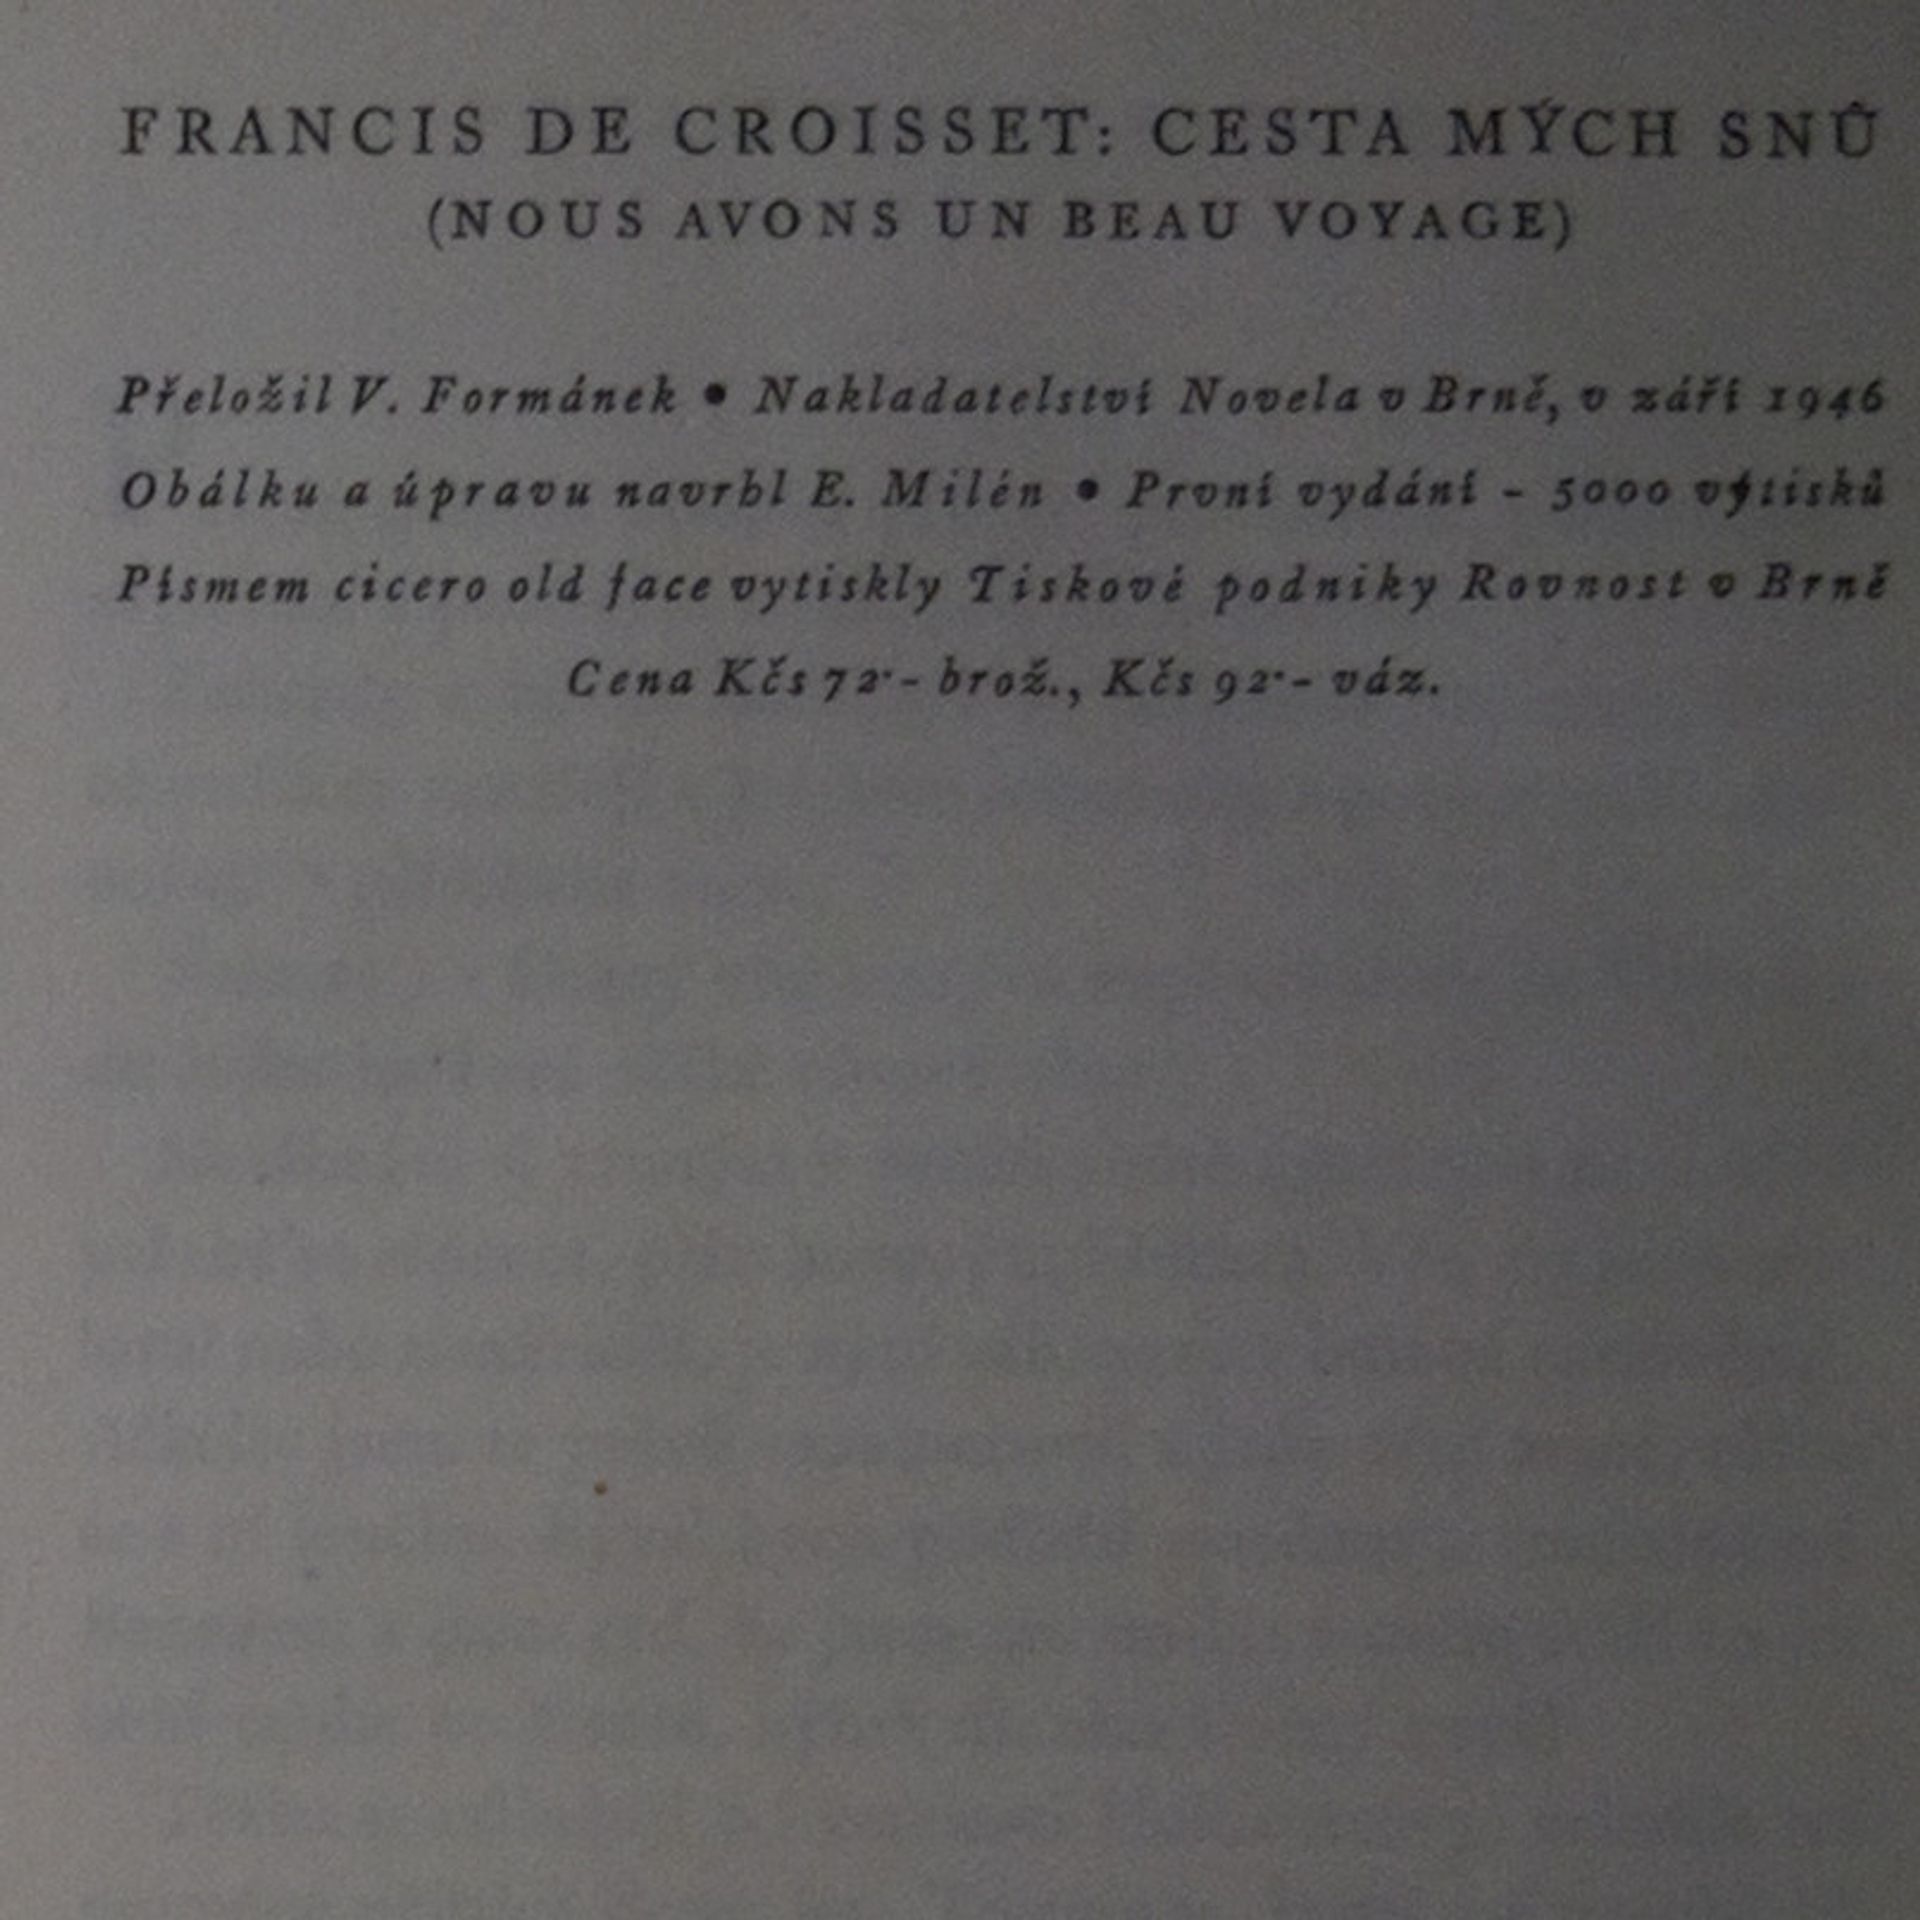 FRANCIS DE CROISSET: CESTA MÝCH SNŮ
(NOUS AVONS UN BEAU VOYAGE)
Přeložil V. Formánek • Nakladatelství Novela v Brně, v září 1946
Obálku a úpravu navrhl E. Milén • První vydání - 5000 výtisků
Písmem cicero old face vytiskly Tiskové podniky Rovnost v Brně
Cena Kčs 72·- brož., Kčs 92·- váz.